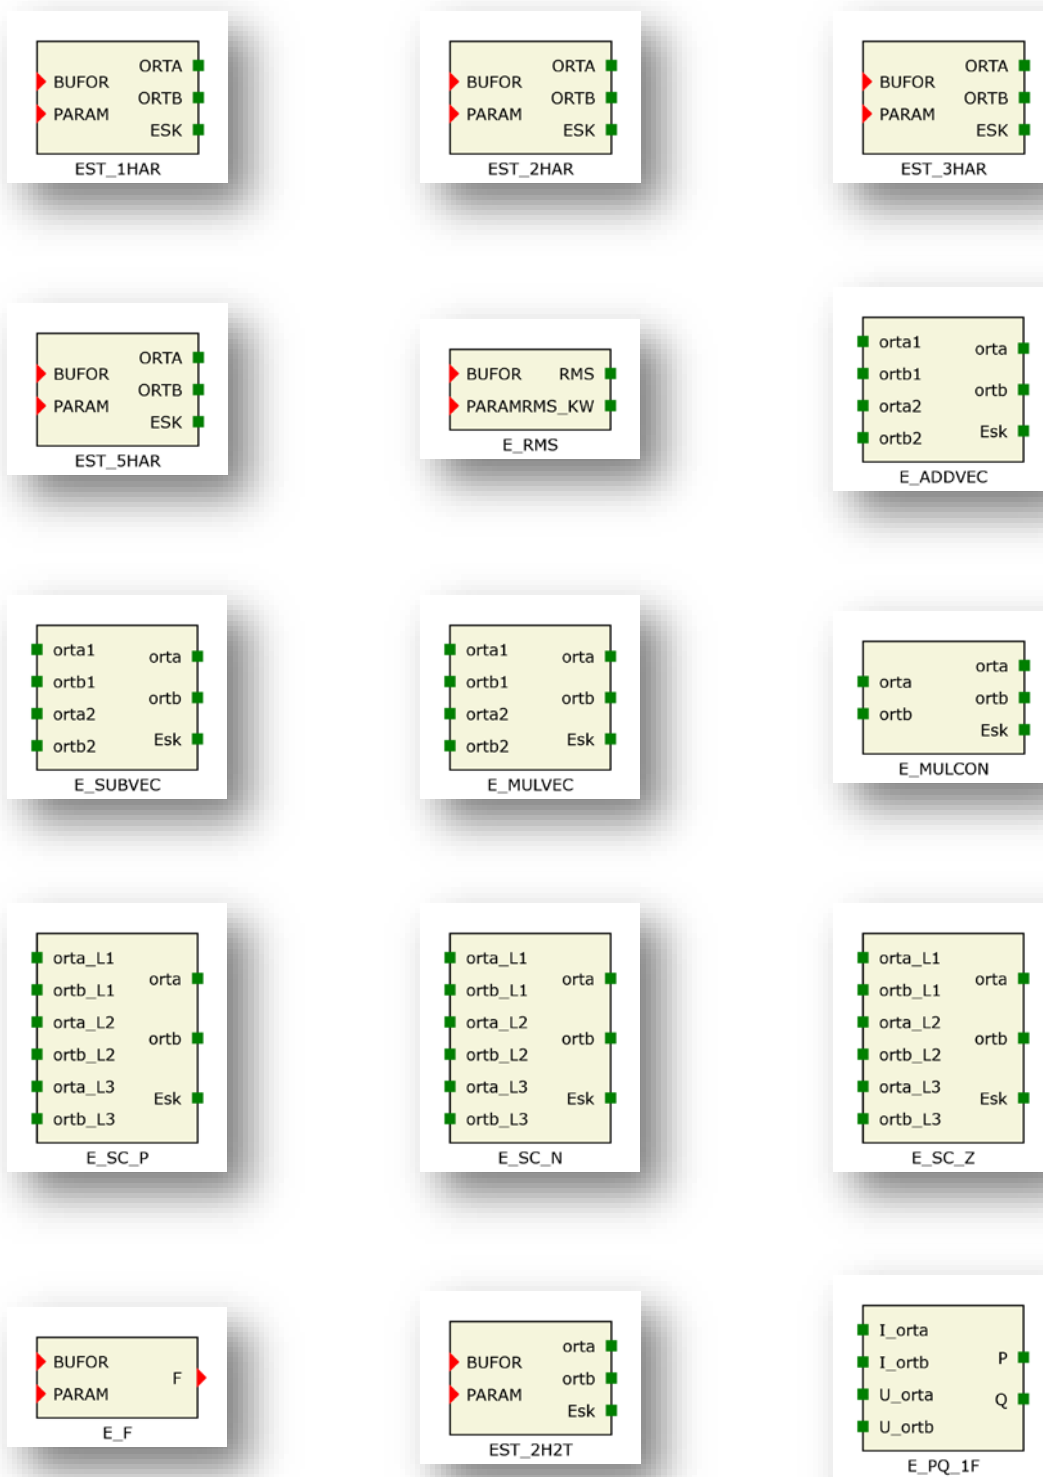 BUFOR
PARAM
ORTA
ORTB
ESK
EST_1HAR
BUFOR
PARAM
ORTA
ORTB
ESK
EST_2HAR
BUFOR
PARAM
ORTA
ORTB
ESK
EST_3HAR
BUFOR
PARAM
ORTA
ORTB
ESK
EST_5HAR
BUFOR RMS
PARAMRMS_KW
E_RMS
orta1
ortb1
orta2
ortb2
orta
ortb
Esk
E_ADDVEC
orta1
ortb1
orta2
ortb2
orta
ortb
Esk
E_SUBVEC
orta1
ortb1
orta2
ortb2
orta
ortb
Esk
E_MULVEC
orta
ortb
orta
ortb
Esk
E_MULCON
orta_L1
ortb_L1
orta_L2
ortb_L2
orta_L3
ortb_L3
orta
ortb
Esk
E_SC_P
orta_L1
ortb_L1
orta_L2
ortb_L2
orta_L3
ortb_L3
orta
ortb
Esk
E_SC_N
orta_L1
ortb_L1
orta_L2
ortb_L2
orta_L3
ortb_L3
orta
ortb
Esk
E_SC_Z
BUFOR
PARAM
F
E_F
BUFOR
PARAM
orta
ortb
Esk
EST_2H2T
I_orta
I_ortb
U_orta
U_ortb
P
Q
E_PQ_1F